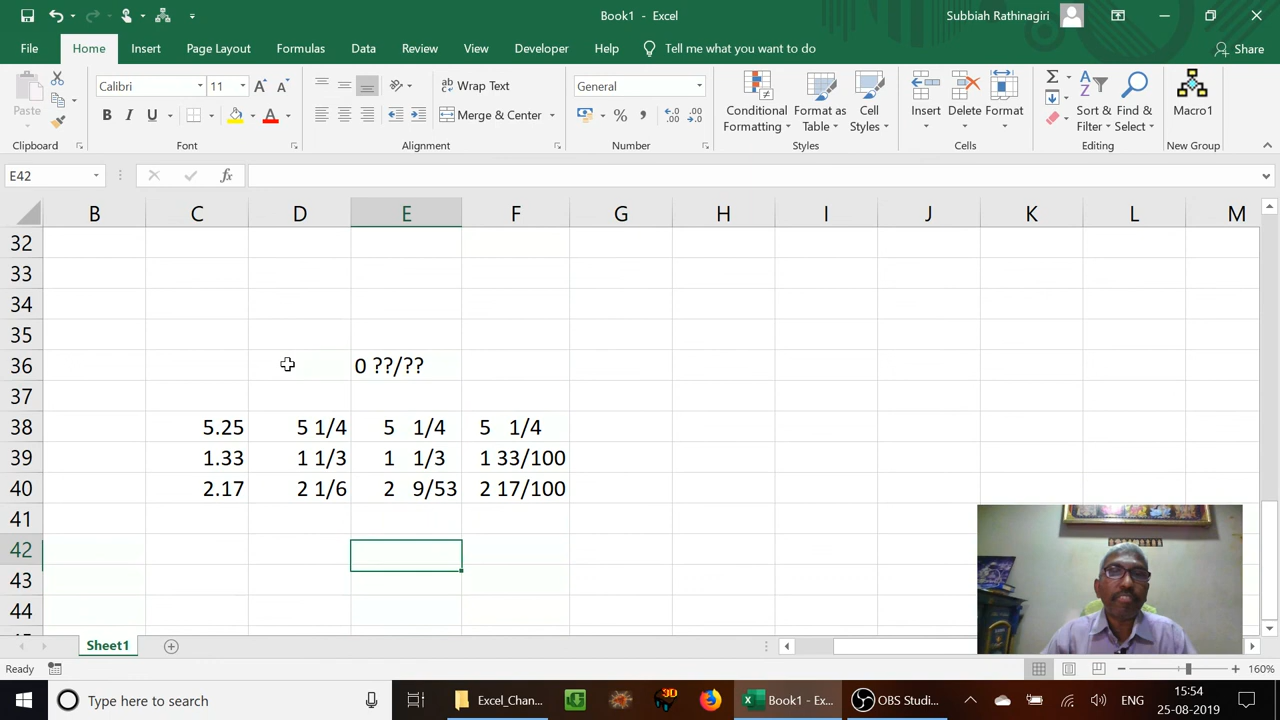 Book1 - Excel
Subbiah Rathinagiri
File Home Insert Page Layout Formulas Data Review View Developer Help Tell me what you want to do Share
Paste
Calibri 11
B I U
Wrap Text
Merge & Center
General
% ,
Conditional Formatting
Format as Table
Cell Styles
Insert Delete Format
Sort & Filter
Find & Select
Macro1
Clipboard Font Alignment Number Styles Cells Editing New Group
E42 fx
B C D E F G H I J K L M
32
33
34
35
36 0 ??/??
37
38 5.25 5 1/4 5 1/4 5 1/4
39 1.33 1 1/3 1 1/3 1 33/100
40 2.17 2 1/6 2 9/53 2 17/100
41
42
43
44
Sheet1
Ready 160%
Type here to search
Excel_Chan...
Book1 - Exc...
OBS Studi...
ENG
15:54
25-08-2019